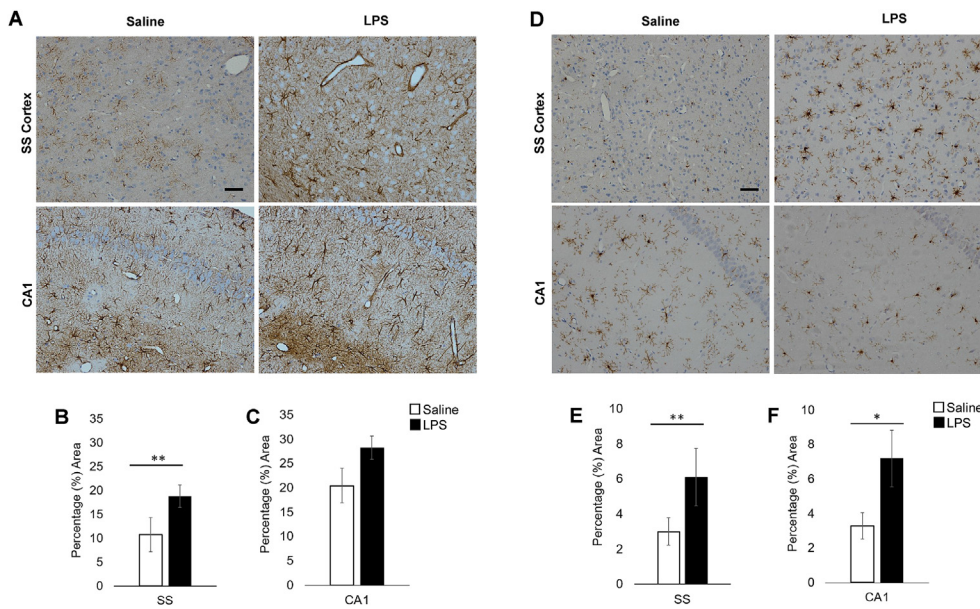 A
Saline
LPS
SS Cortex
CA1
B
Percentage (%) Area
35
30
25
20
15
10
5
0
**
SS
C
Percentage (%) Area
35
30
25
20
15
10
5
0
CA1
Saline
LPS
D
Saline
LPS
SS Cortex
CA1
E
Percentage (%) Area
10
8
6
4
2
0
**
SS
F
Percentage (%) Area
10
8
6
4
2
0
*
CA1
Saline
LPS